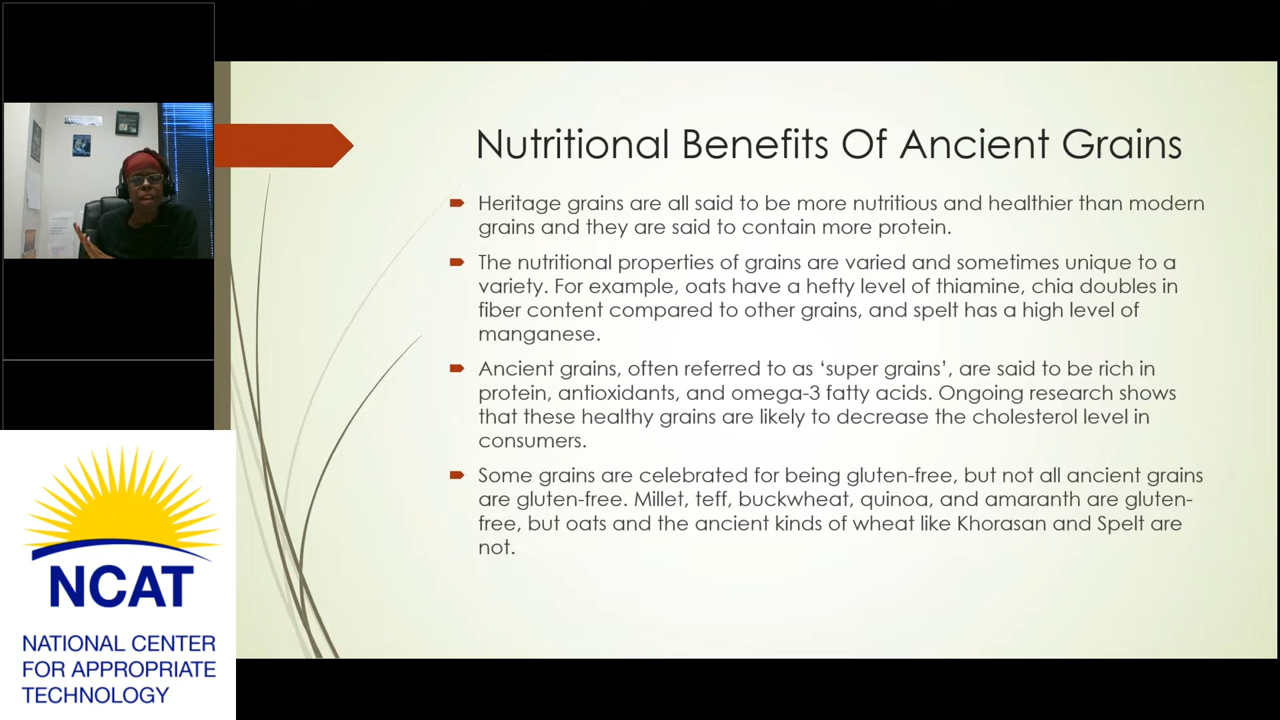 Nutritional Benefits Of Ancient Grains
Heritage grains are all said to be more nutritious and healthier than modern
grains and they are said to contain more protein.
The nutritional properties of grains are varied and sometimes unique to a
variety. For example, oats have a hefty level of thiamine, chia doubles in
fiber content compared to other grains, and spelt has a high level of
manganese.
Ancient grains, often referred to as ‘super grains’, are said to be rich in
protein, antioxidants, and omega-3 fatty acids. Ongoing research shows
that these healthy grains are likely to decrease the cholesterol level in
consumers.
Some grains are celebrated for being gluten-free, but not all ancient grains
are gluten-free. Millet, teff, buckwheat, quinoa, and amaranth are gluten-
free, but oats and the ancient kinds of wheat like Khorasan and Spelt are
not.
NCAT
NATIONAL CENTER
FOR APPROPRIATE
TECHNOLOGY